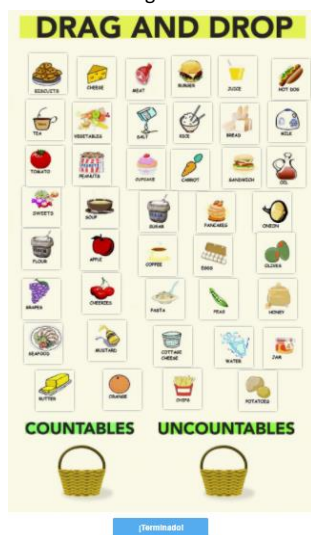 DRAG AND DROP
BISCUITS CHEESE MEAT BURGER JUICE HOT DOG
TEA VEGETABLES SALT RICE BREAD MILK
TOMATO PEANUTS CUPCAKE CARROT SANDWICH OIL
SWEETS SOUP SUGAR PANCAKES ONION
FLOUR APPLE COFFEE EGGS OLIVES
GRAPES CHERRIES PASTA PEAS HONEY
SEAFOOD MUSTARD COTTAGE CHEESE WATER JAM
BUTTER ORANGE CHIPS POTATOES
COUNTABLES UNCOUNTABLES
¡Terminado!